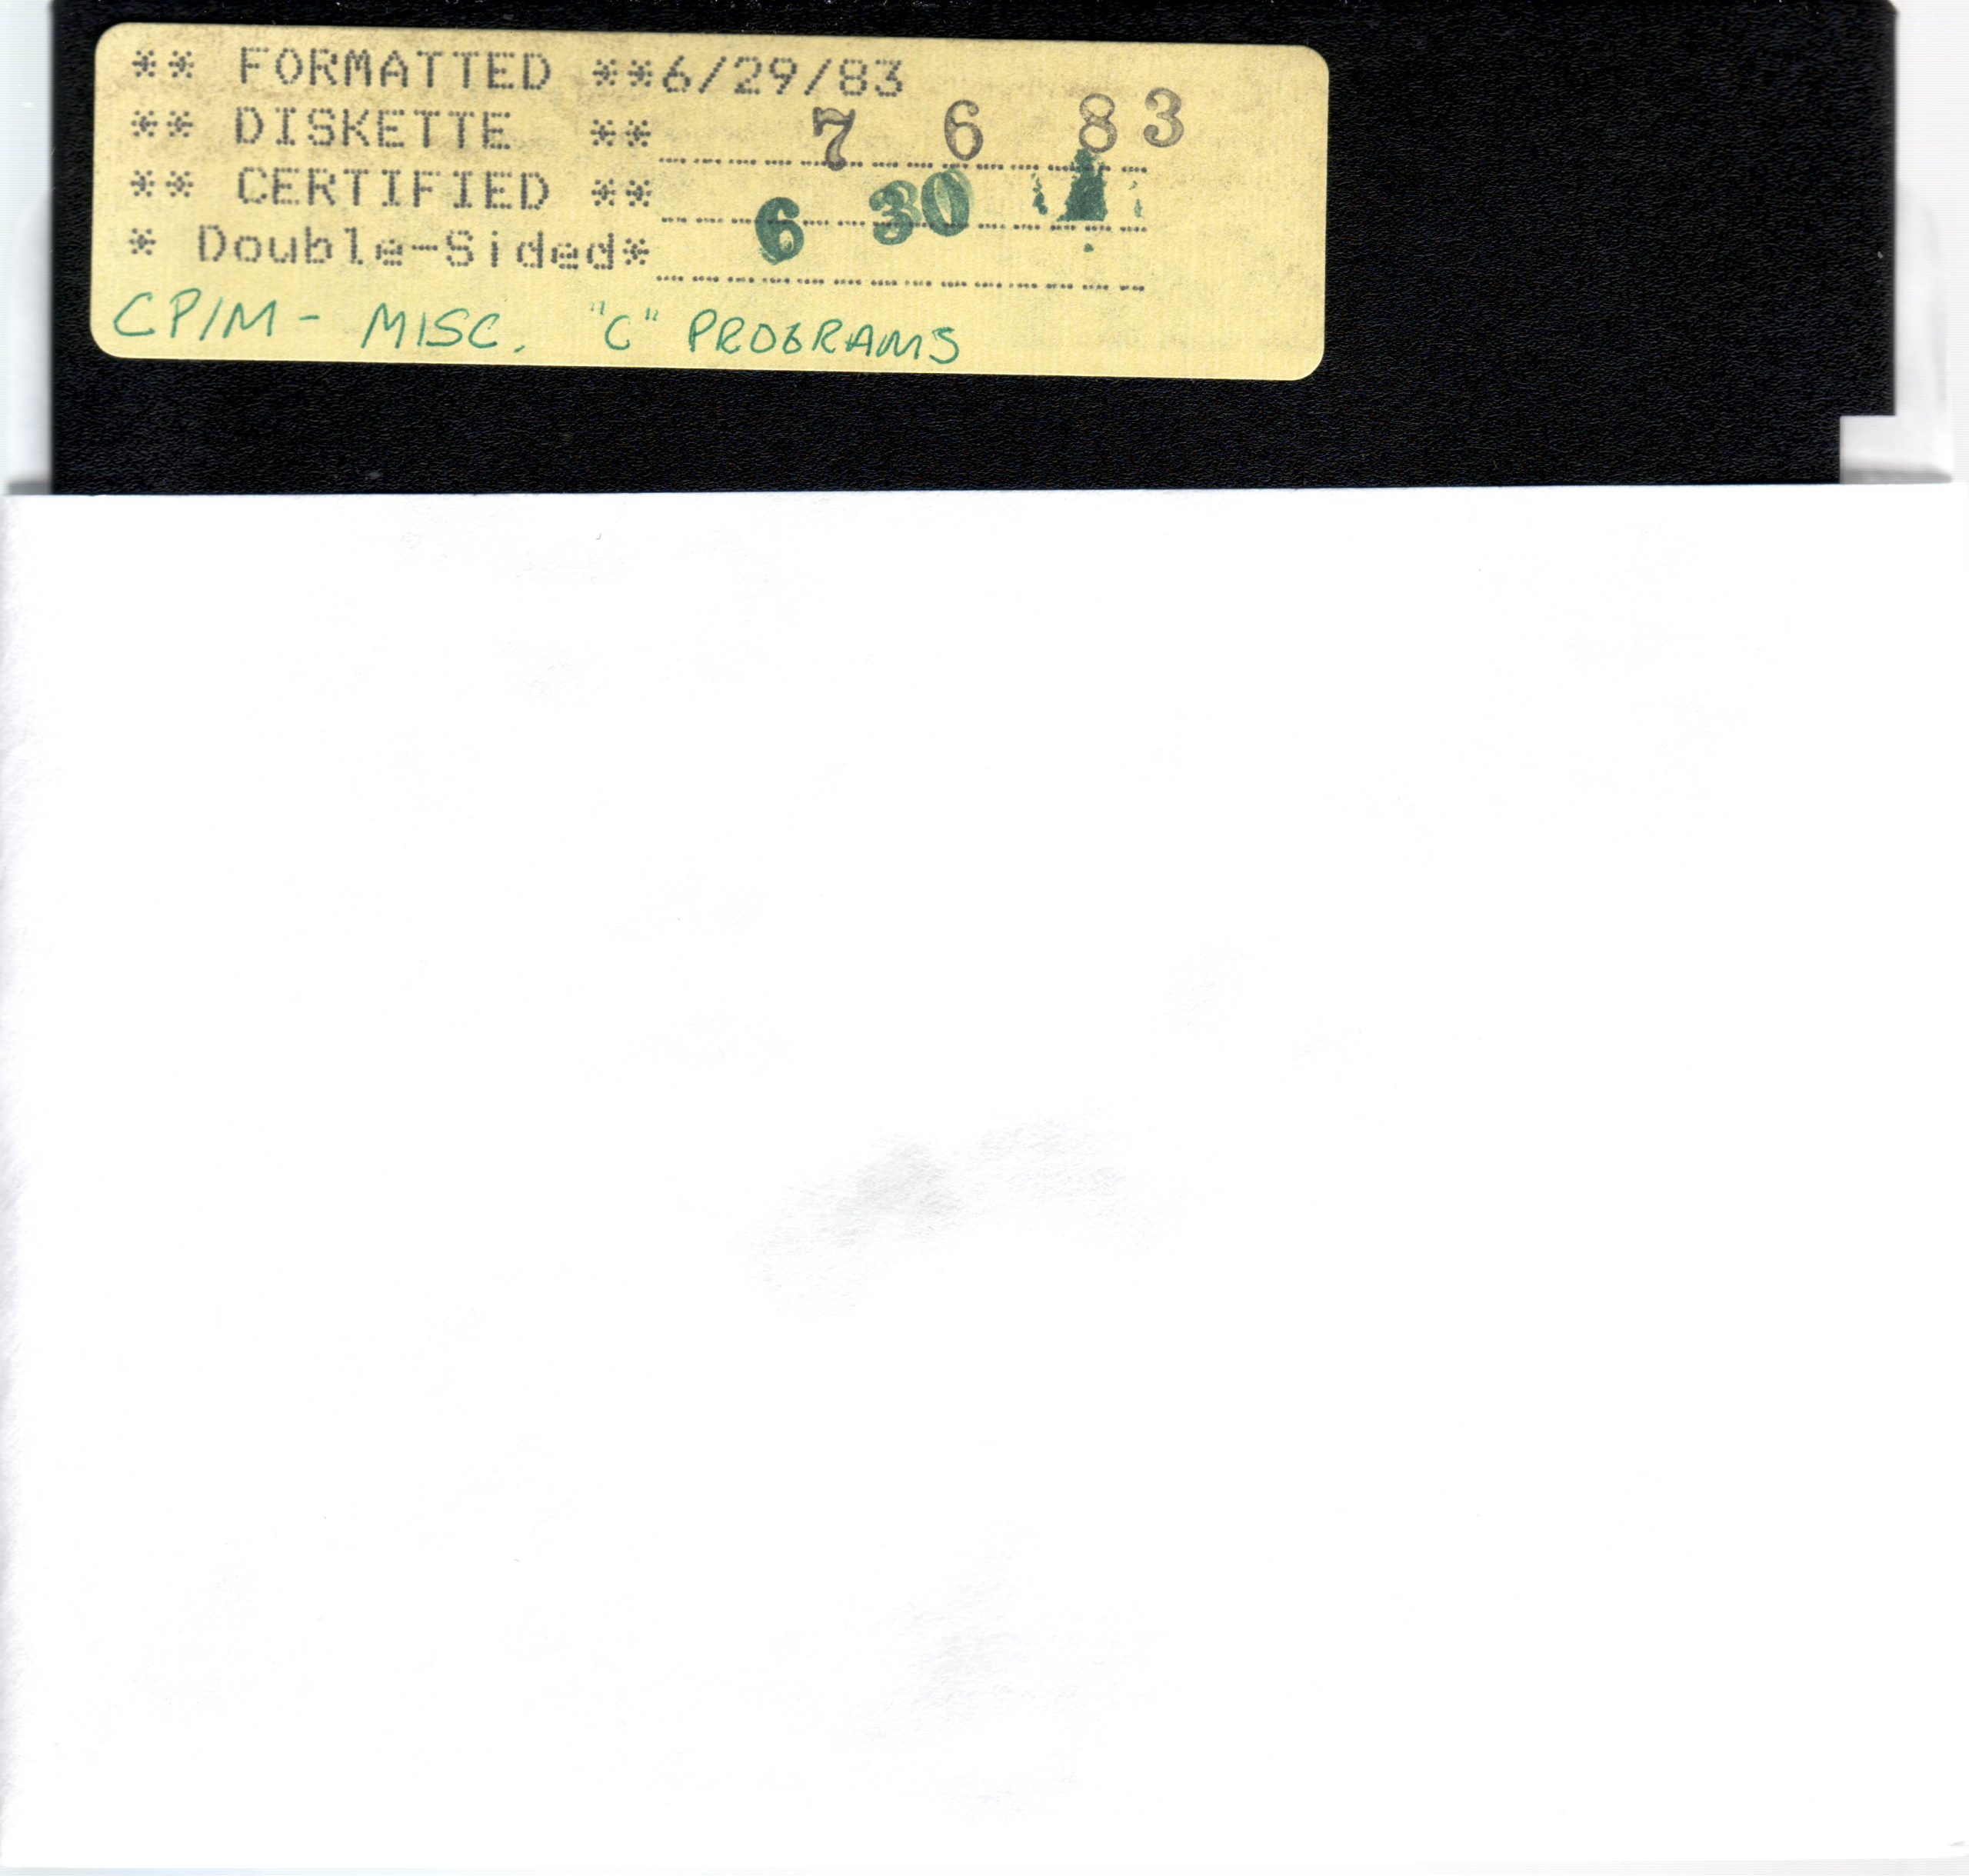 ** FORMATTED **6/29/83
** DISKETTE ** 7 6 83
** CERTIFIED ** 6 30
* Double-Sided*
CP/M - MISC. "C" PROGRAMS